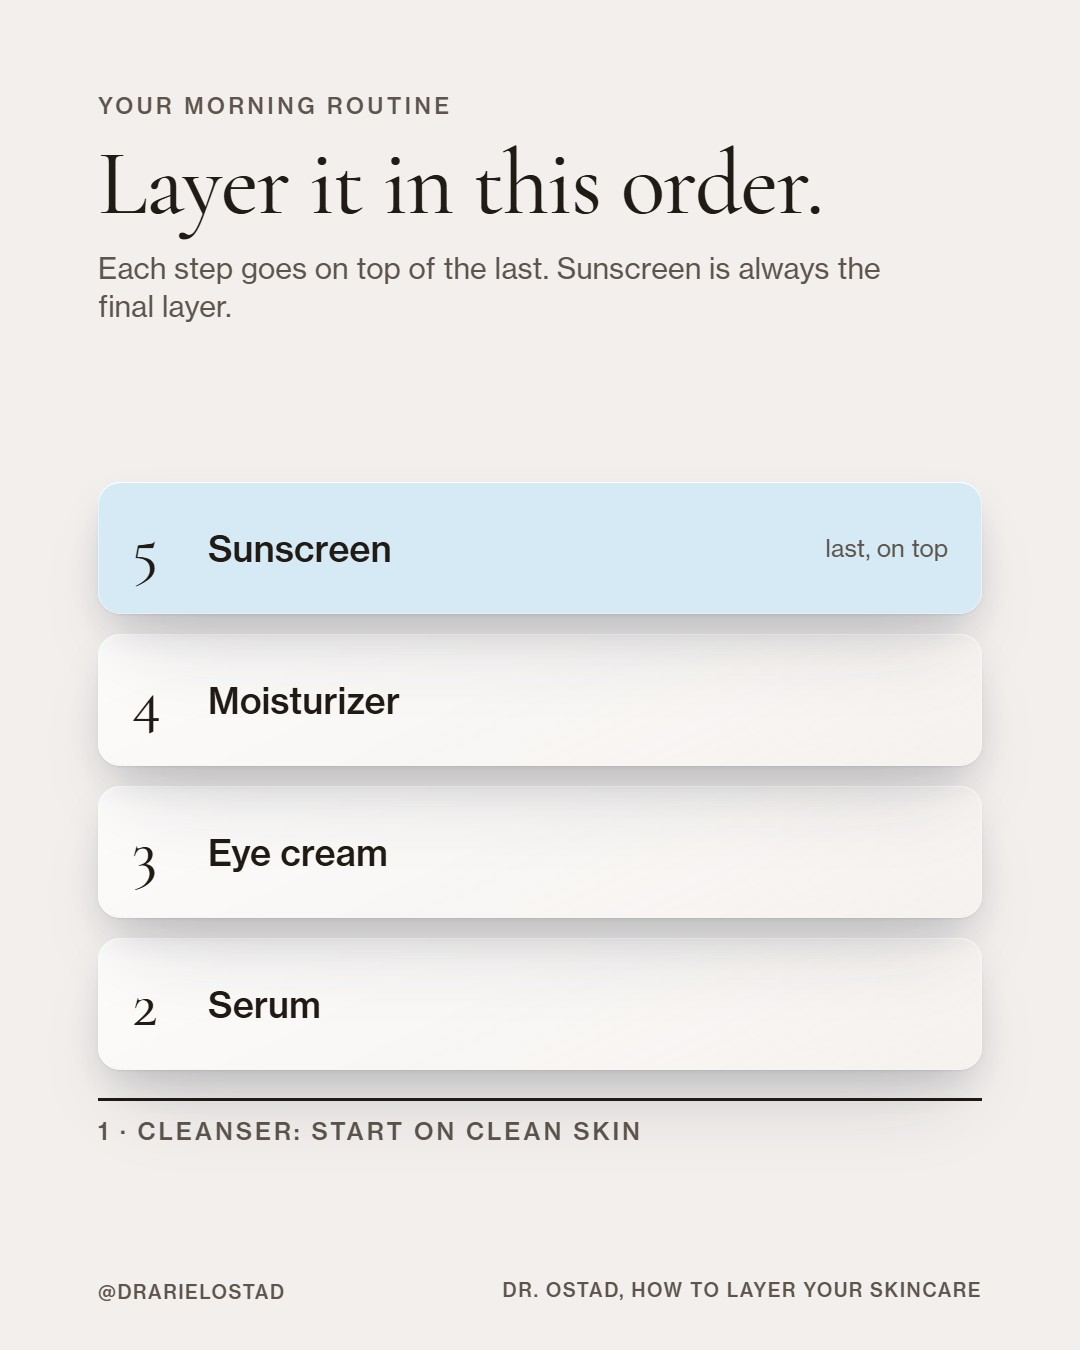 YOUR MORNING ROUTINE
Layer it in this order.
Each step goes on top of the last. Sunscreen is always the
final layer.
5 Sunscreen last, on top
4 Moisturizer
3 Eye cream
2 Serum
1 · CLEANSER: START ON CLEAN SKIN
@DRARIELOSTAD DR. OSTAD, HOW TO LAYER YOUR SKINCARE